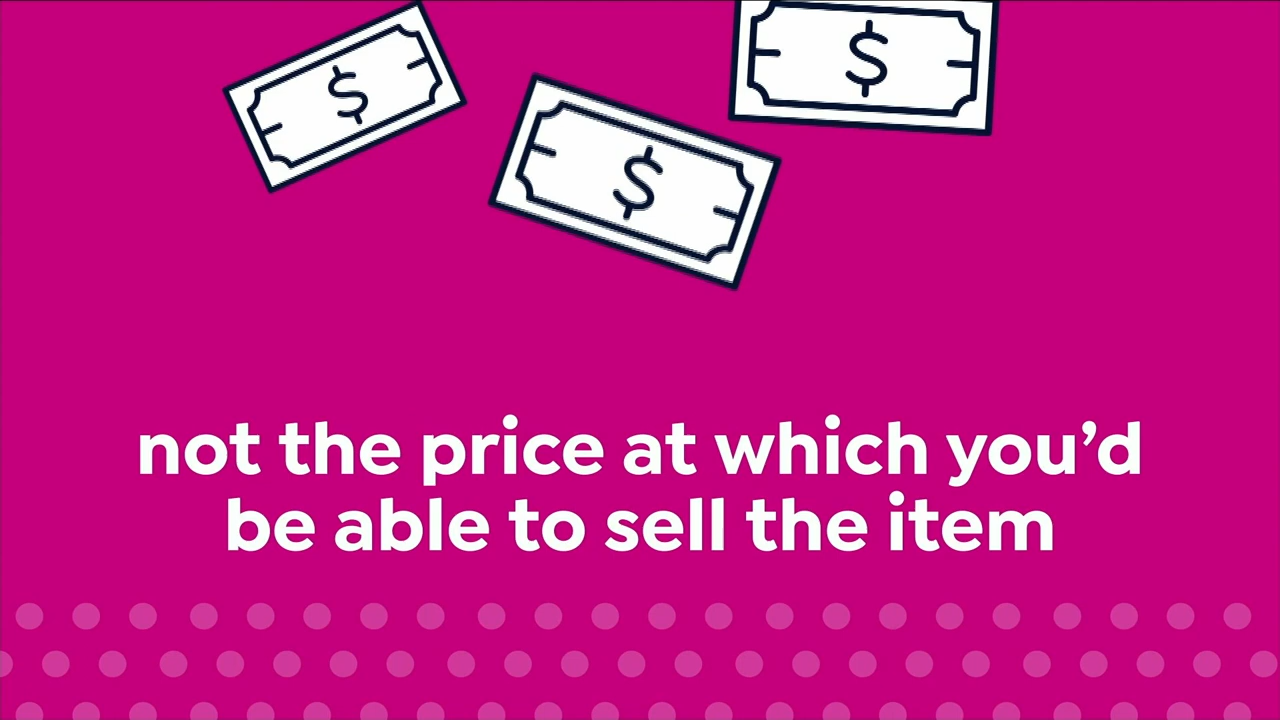 $
$
$
not the price at which you’d
be able to sell the item